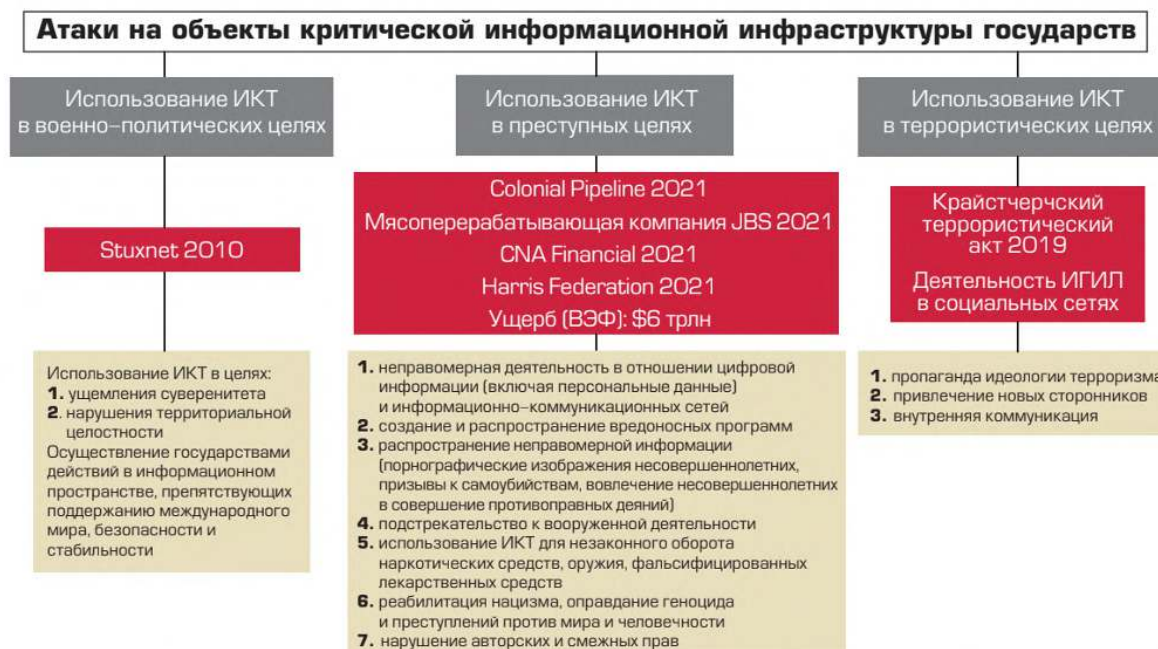 Атаки на объекты критической информационной инфраструктуры государств
Использование ИКТ
в военно-политических целях
Stuxnet 2010
Использование ИКТ в целях:
1. ущемления суверенитета
2. нарушения территориальной
целостности
Осуществление государствами
действий в информационном
пространстве, препятствующих
поддержанию международного
мира, безопасности и
стабильности
Использование ИКТ
в преступных целях
Colonial Pipeline 2021
Мясоперерабатывающая компания JBS 2021
CNA Financial 2021
Harris Federation 2021
Ущерб (ВЭФ): $6 трлн
1. неправомерная деятельность в отношении цифровой
информации (включая персональные данные)
и информационно-коммуникационных сетей
2. создание и распространение вредоносных программ
3. распространение неправомерной информации
(порнографические изображения несовершеннолетних,
призывы к самоубийствам, вовлечение несовершеннолетних
в совершение противоправных деяний)
4. подстрекательство к вооруженной деятельности
5. использование ИКТ для незаконного оборота
наркотических средств, оружия, фальсифицированных
лекарственных средств
6. реабилитация нацизма, оправдание геноцида
и преступлений против мира и человечности
7. нарушение авторских и смежных прав
Использование ИКТ
в террористических целях
Крайстчерчский
террористический
акт 2019
Деятельность ИГИЛ
в социальных сетях
1. пропаганда идеологии терроризма
2. привлечение новых сторонников
3. внутренняя коммуникация